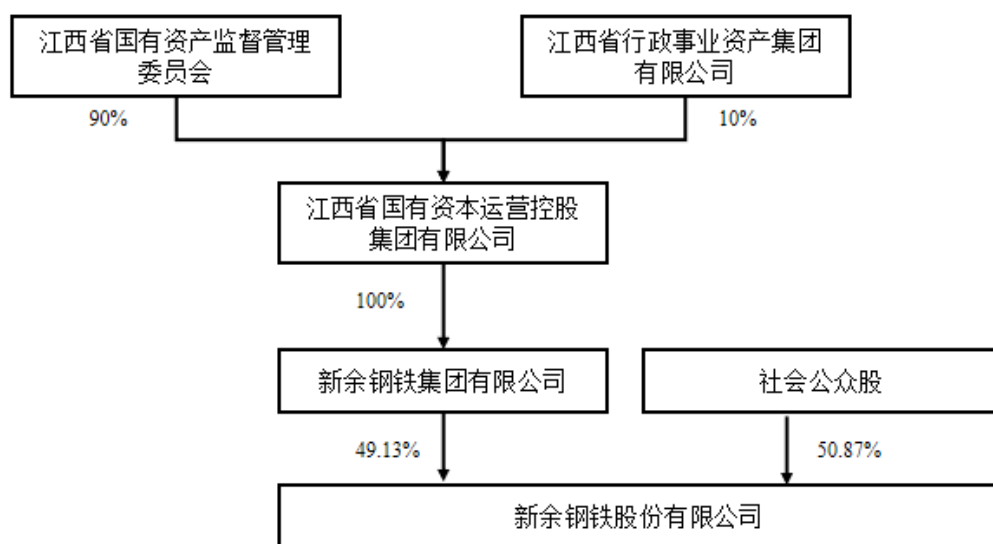 江西省国有资产监督管理
委员会
江西省行政事业资产集团
有限公司
90%
10%
江西省国有资本运营控股
集团有限公司
100%
新余钢铁集团有限公司
社会公众股
49.13%
50.87%
新余钢铁股份有限公司